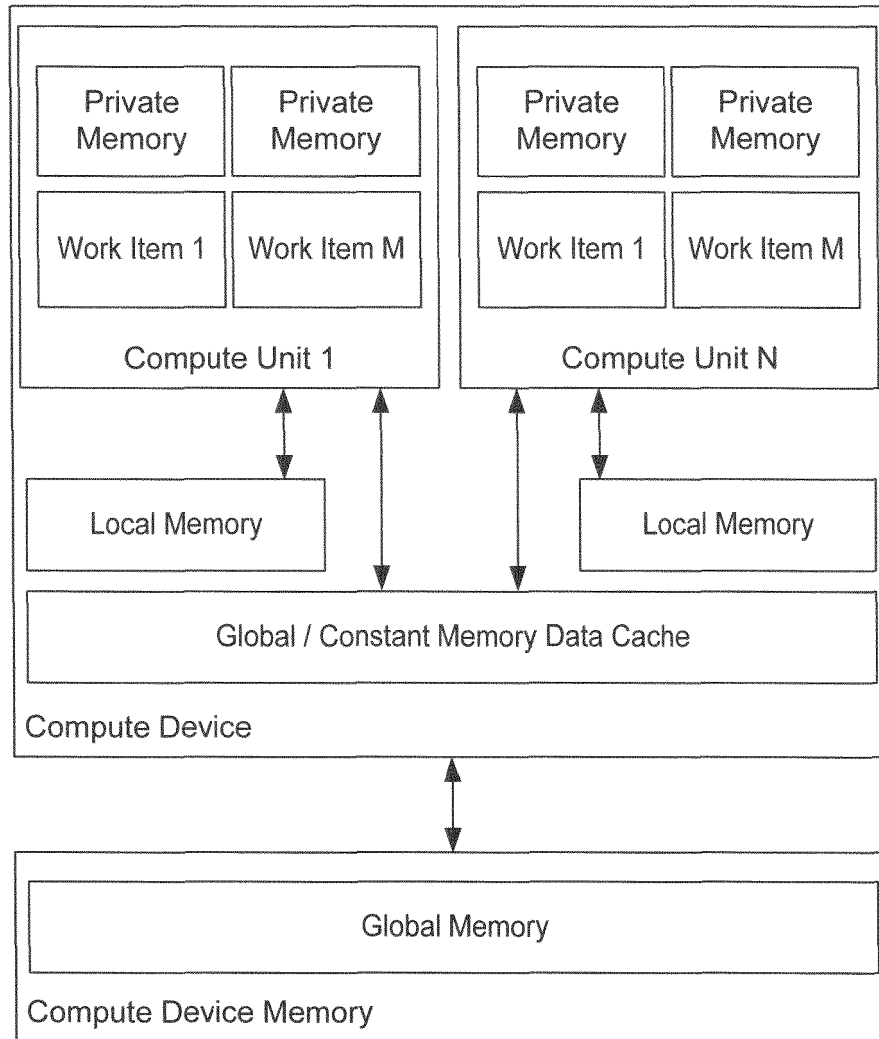 Private Memory
Private Memory
Private Memory
Private Memory
Work Item 1
Work Item M
Work Item 1
Work Item M
Compute Unit 1
Compute Unit N
Local Memory
Local Memory
Global / Constant Memory Data Cache
Compute Device
Global Memory
Compute Device Memory